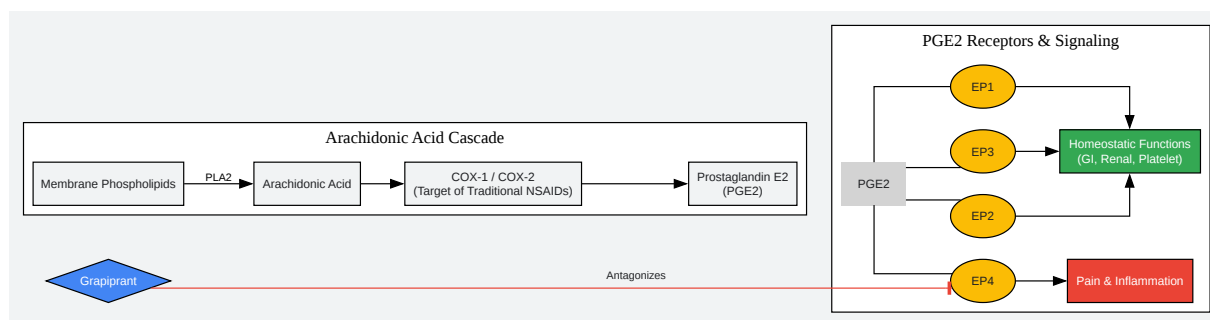 PGE2 Receptors & Signaling
EP1
Arachidonic Acid Cascade
EP3
Homeostatic Functions
(GI, Renal, Platelet)
Membrane Phospholipids
PLA2
Arachidonic Acid
COX-1 / COX-2
(Target of Traditional NSAIDs)
Prostaglandin E2
(PGE2)
PGE2
EP2
Grapiprant
Antagonizes
EP4
Pain & Inflammation